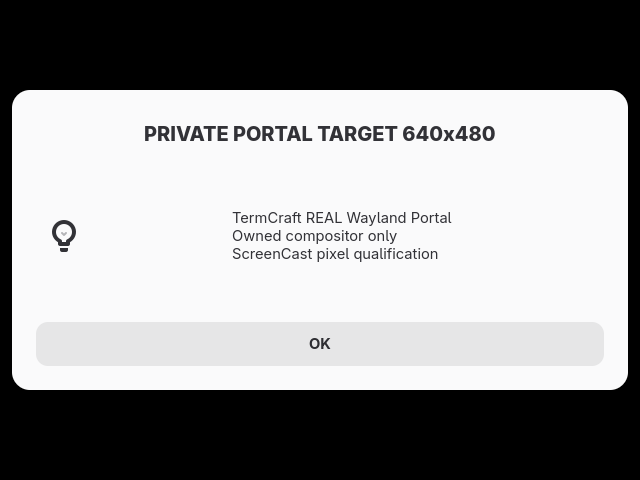 PRIVATE PORTAL TARGET 640x480
TermCraft REAL Wayland Portal
Owned compositor only
ScreenCast pixel qualification
OK